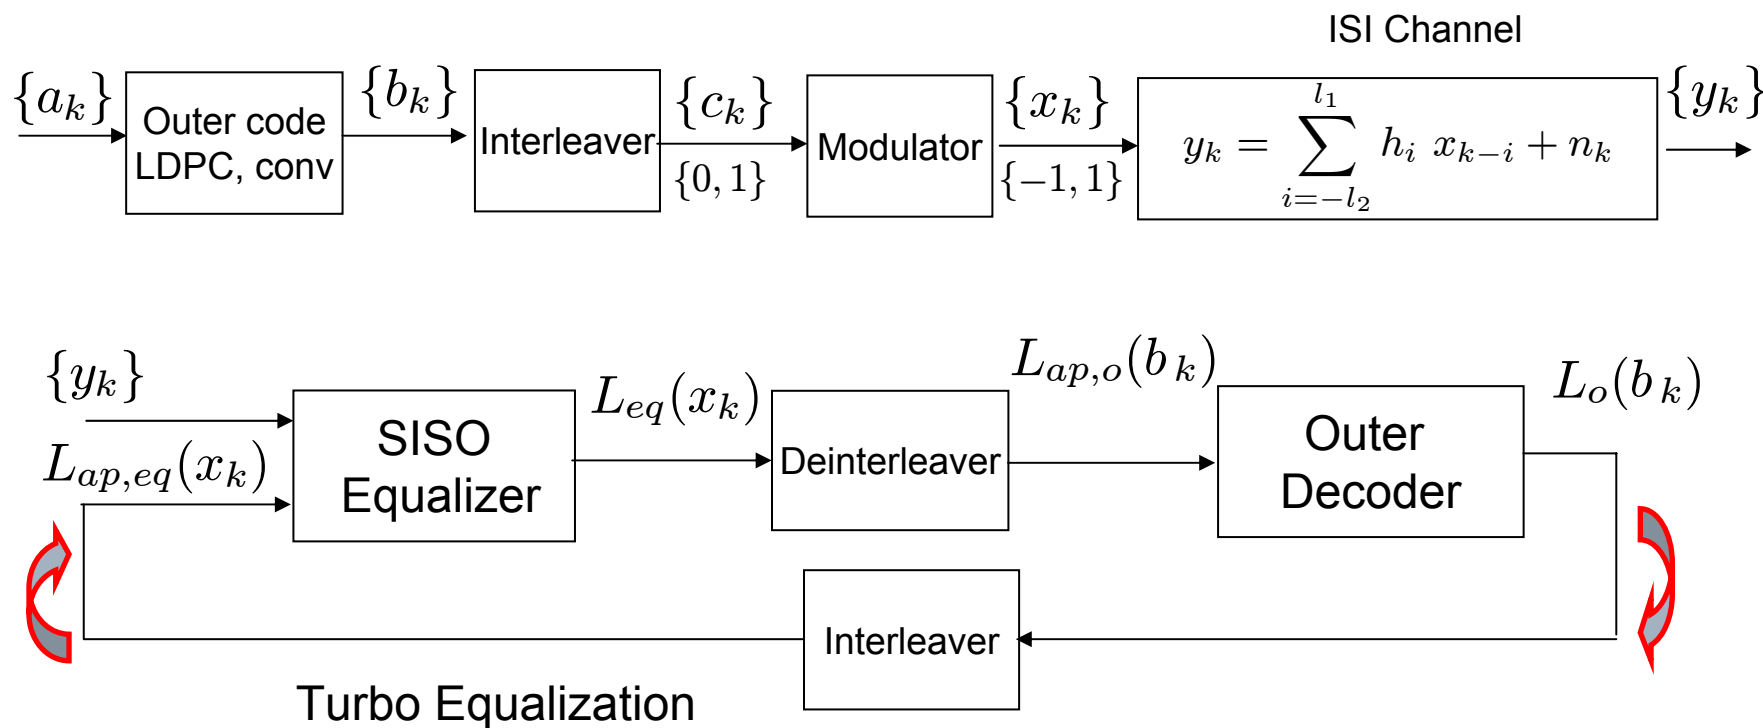 ISI Channel
{a_k}
Outer code
LDPC, conv
{b_k}
Interleaver
{c_k}
{0, 1}
Modulator
{x_k}
{−1, 1}
y_k = \sum_{i=-l_2}^{l_1} h_i x_{k-i} + n_k
{y_k}
{y_k}
L_{ap,eq}(x_k)
SISO
Equalizer
L_{eq}(x_k)
Deinterleaver
L_{ap,o}(b_k)
Outer
Decoder
L_o(b_k)
Interleaver
Turbo Equalization